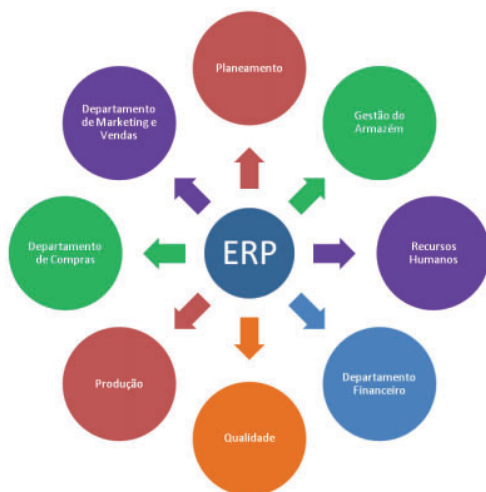 Planeamento
Gestão do
Armazém
Recursos
Humanos
Departamento
Financeiro
Qualidade
Produção
Departamento
de Compras
Departamento
de Marketing e
Vendas
ERP